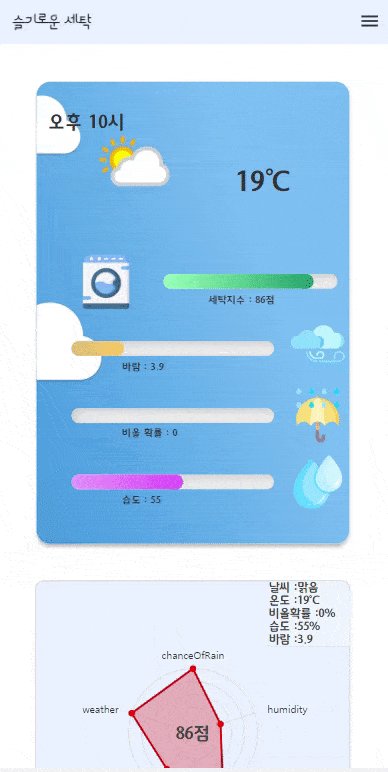 슬기로운 세탁
오후 10시
19℃
세탁지수 : 86점
바람 : 3.9
비올 확률 : 0
습도 : 55
날씨 :맑음
온도 :19℃
비올확률 :0%
습도 :55%
바람 :3.9
chanceOfRain
weather
humidity
86점